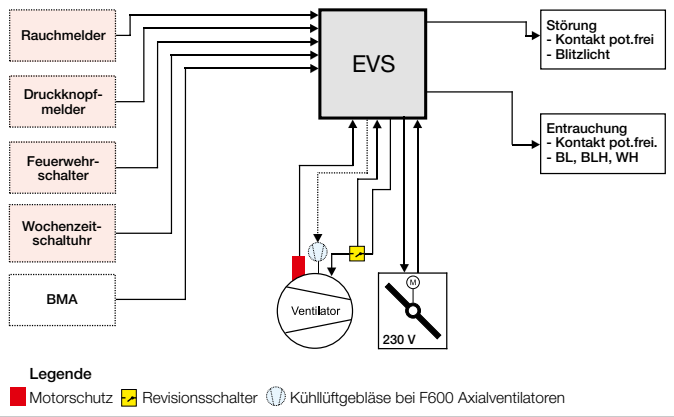 Rauchmelder
Druckknopf-
melder
Feuerwehr-
schalter
Wochenzeit-
schaltuhr
BMA
EVS
Störung
- Kontakt pot.frei
- Blitzlicht
Entrauchung
- Kontakt pot.frei.
- BL, BLH, WH
Ventilator
M
230 V
Legende
Motorschutz
Revisionsschalter
Kühllüftgebläse bei F600 Axialventilatoren